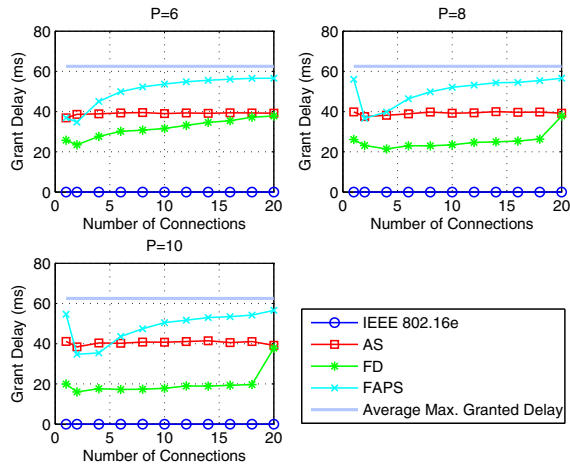 P=6
Grant Delay (ms)
80
60
40
20
0
0 5 10 15 20
Number of Connections
P=8
Grant Delay (ms)
80
60
40
20
0
0 5 10 15 20
Number of Connections
P=10
Grant Delay (ms)
80
60
40
20
0
0 5 10 15 20
Number of Connections
IEEE 802.16e
AS
FD
FAPS
Average Max. Granted Delay